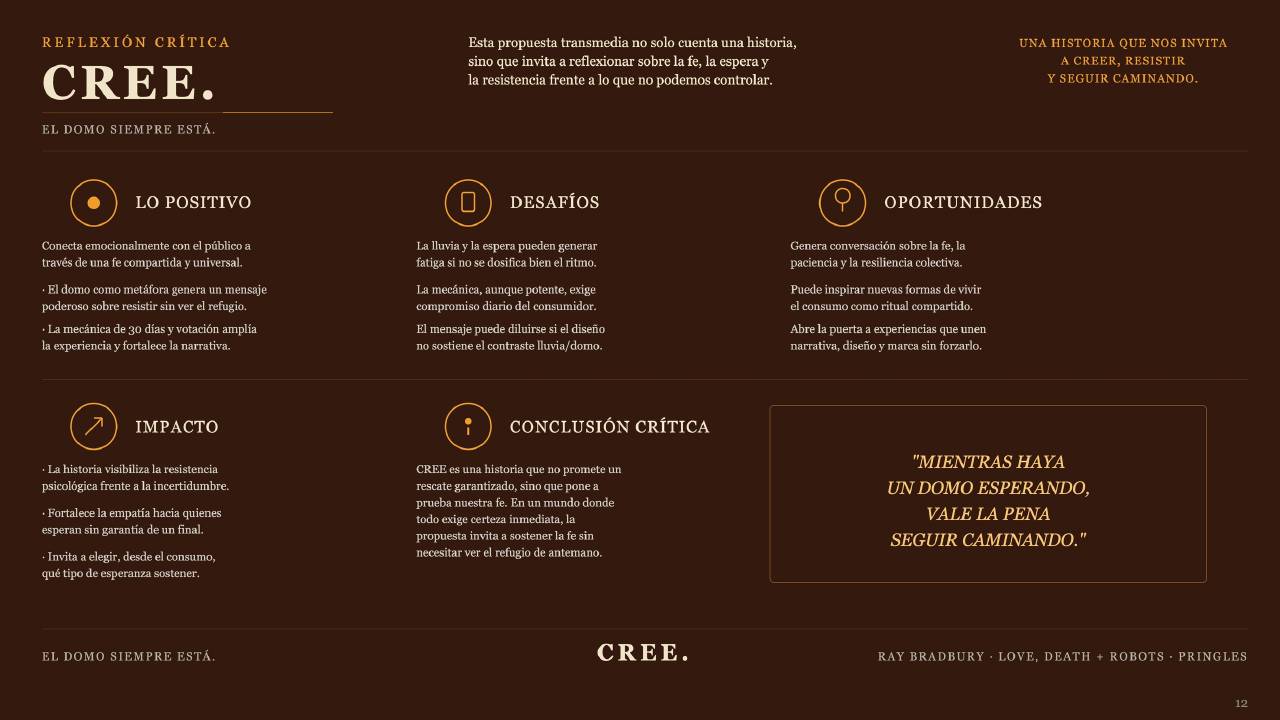 REFLEXIÓN CRÍTICA
CREE.
EL DOMO SIEMPRE ESTÁ.
Esta propuesta transmedia no solo cuenta una historia,
sino que invita a reflexionar sobre la fe, la espera y
la resistencia frente a lo que no podemos controlar.
UNA HISTORIA QUE NOS INVITA
A CREER, RESISTIR
Y SEGUIR CAMINANDO.
LO POSITIVO
Conecta emocionalmente con el público a
través de una fe compartida y universal.
· El domo como metáfora genera un mensaje
poderoso sobre resistir sin ver el refugio.
· La mecánica de 30 días y votación amplía
la experiencia y fortalece la narrativa.
DESAFÍOS
La lluvia y la espera pueden generar
fatiga si no se dosifica bien el ritmo.
La mecánica, aunque potente, exige
compromiso diario del consumidor.
El mensaje puede diluirse si el diseño
no sostiene el contraste lluvia/domo.
OPORTUNIDADES
Genera conversación sobre la fe, la
paciencia y la resiliencia colectiva.
Puede inspirar nuevas formas de vivir
el consumo como ritual compartido.
Abre la puerta a experiencias que unen
narrativa, diseño y marca sin forzarlo.
IMPACTO
· La historia visibiliza la resistencia
psicológica frente a la incertidumbre.
· Fortalece la empatía hacia quienes
esperan sin garantía de un final.
· Invita a elegir, desde el consumo,
qué tipo de esperanza sostener.
CONCLUSIÓN CRÍTICA
CREE es una historia que no promete un
rescate garantizado, sino que pone a
prueba nuestra fe. En un mundo donde
todo exige certeza inmediata, la
propuesta invita a sostener la fe sin
necesitar ver el refugio de antemano.
"MIENTRAS HAYA
UN DOMO ESPERANDO,
VALE LA PENA
SEGUIR CAMINANDO."
EL DOMO SIEMPRE ESTÁ.
CREE.
RAY BRADBURY · LOVE, DEATH + ROBOTS · PRINGLES
12